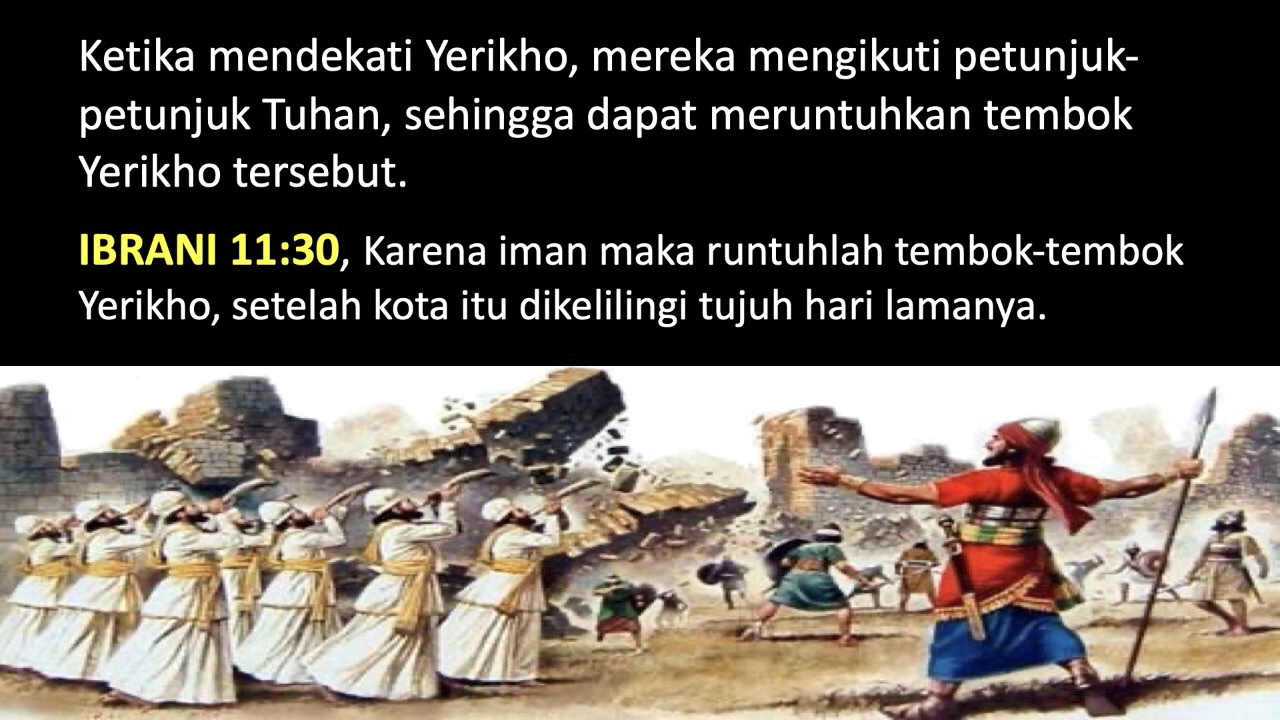 Ketika mendekati Yerikho, mereka mengikuti petunjuk-
petunjuk Tuhan, sehingga dapat meruntuhkan tembok
Yerikho tersebut.
IBRANI 11:30, Karena iman maka runtuhlah tembok-tembok
Yerikho, setelah kota itu dikelilingi tujuh hari lamanya.